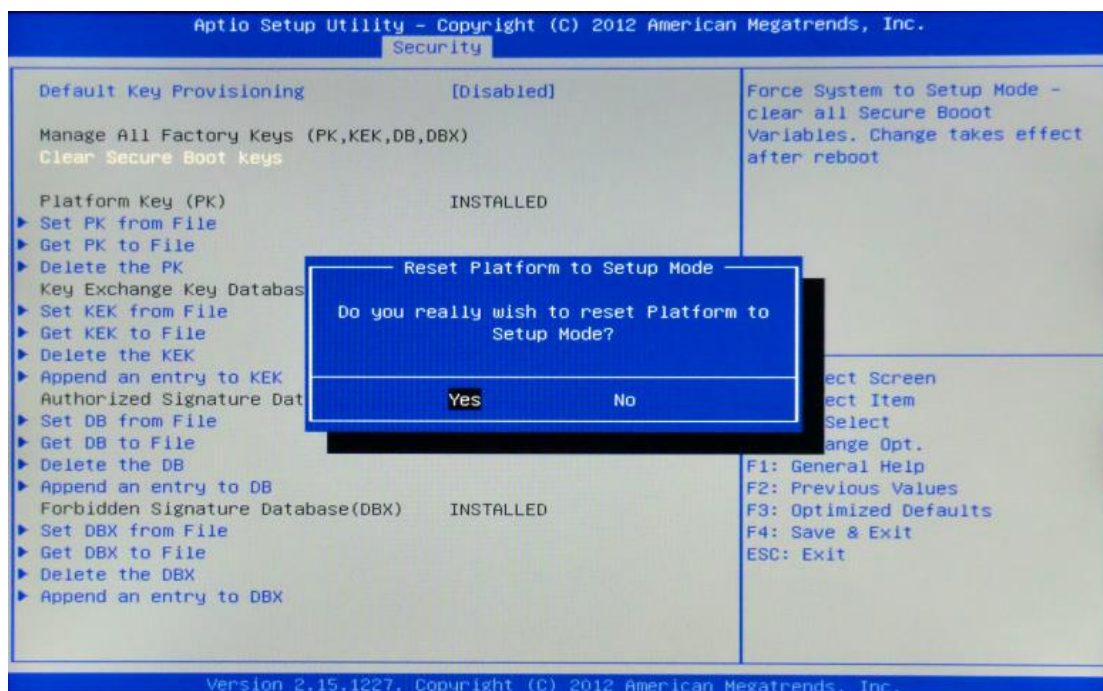 Aptio Setup Utility – Copyright (C) 2012 American Megatrends, Inc.
Security
Default Key Provisioning [Disabled]
Manage All Factory Keys (PK,KEK,DB,DBX)
Clear Secure Boot keys
Platform Key (PK) INSTALLED
Set PK from File
Get PK to File
Delete the PK
Key Exchange Key Databas
Set KEK from File
Get KEK to File
Delete the KEK
Append an entry to KEK
Authorized Signature Dat
Set DB from File
Get DB to File
Delete the DB
Append an entry to DB
Forbidden Signature Database(DBX) INSTALLED
Set DBX from File
Get DBX to File
Delete the DBX
Append an entry to DBX
Reset Platform to Setup Mode
Do you really wish to reset Platform to
Setup Mode?
Yes No
Force System to Setup Mode –
clear all Secure Booot
Variables. Change takes effect
after reboot
ect Screen
ect Item
Select
ange Opt.
F1: General Help
F2: Previous Values
F3: Optimized Defaults
F4: Save & Exit
ESC: Exit
Version 2.15.1227. Copyright (C) 2012 American Megatrends, Inc.